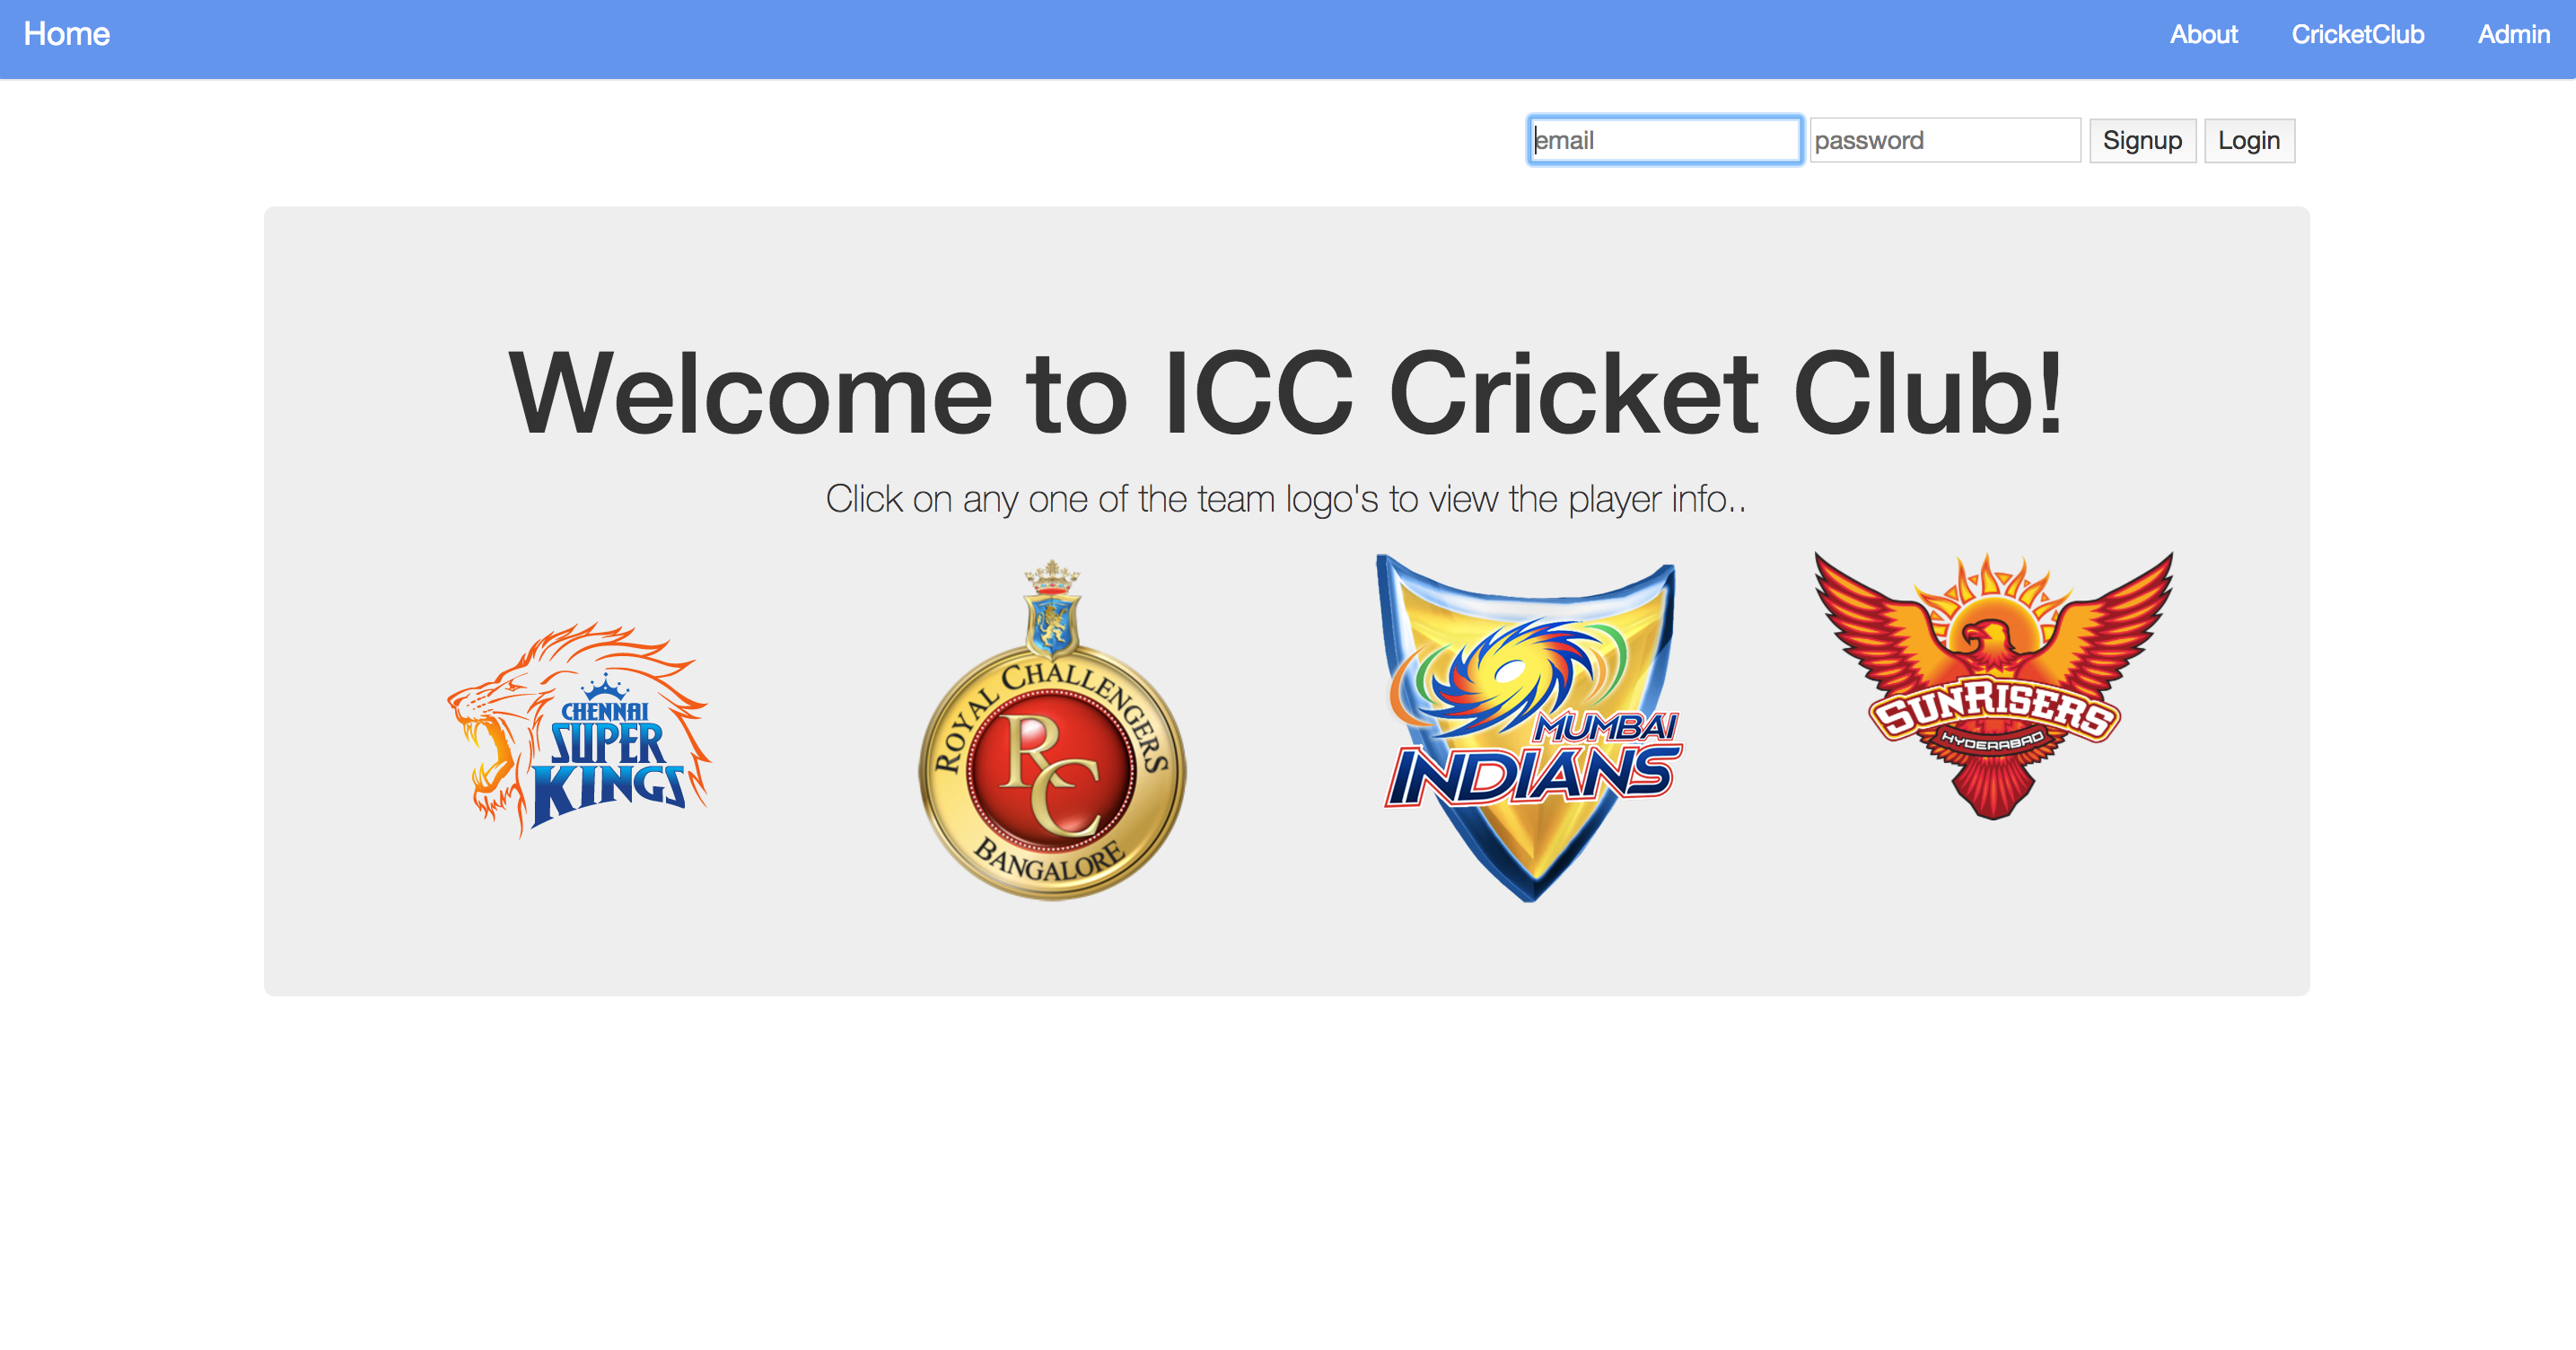 Home About CricketClub Admin
email password Signup Login
Welcome to ICC Cricket Club!
Click on any one of the team logo's to view the player info..
CHENNAI
SUPER
KINGS
ROYAL CHALLENGERS
RC
BANGALORE
MUMBAI
INDIANS
SUNRISERS
HYDERABAD